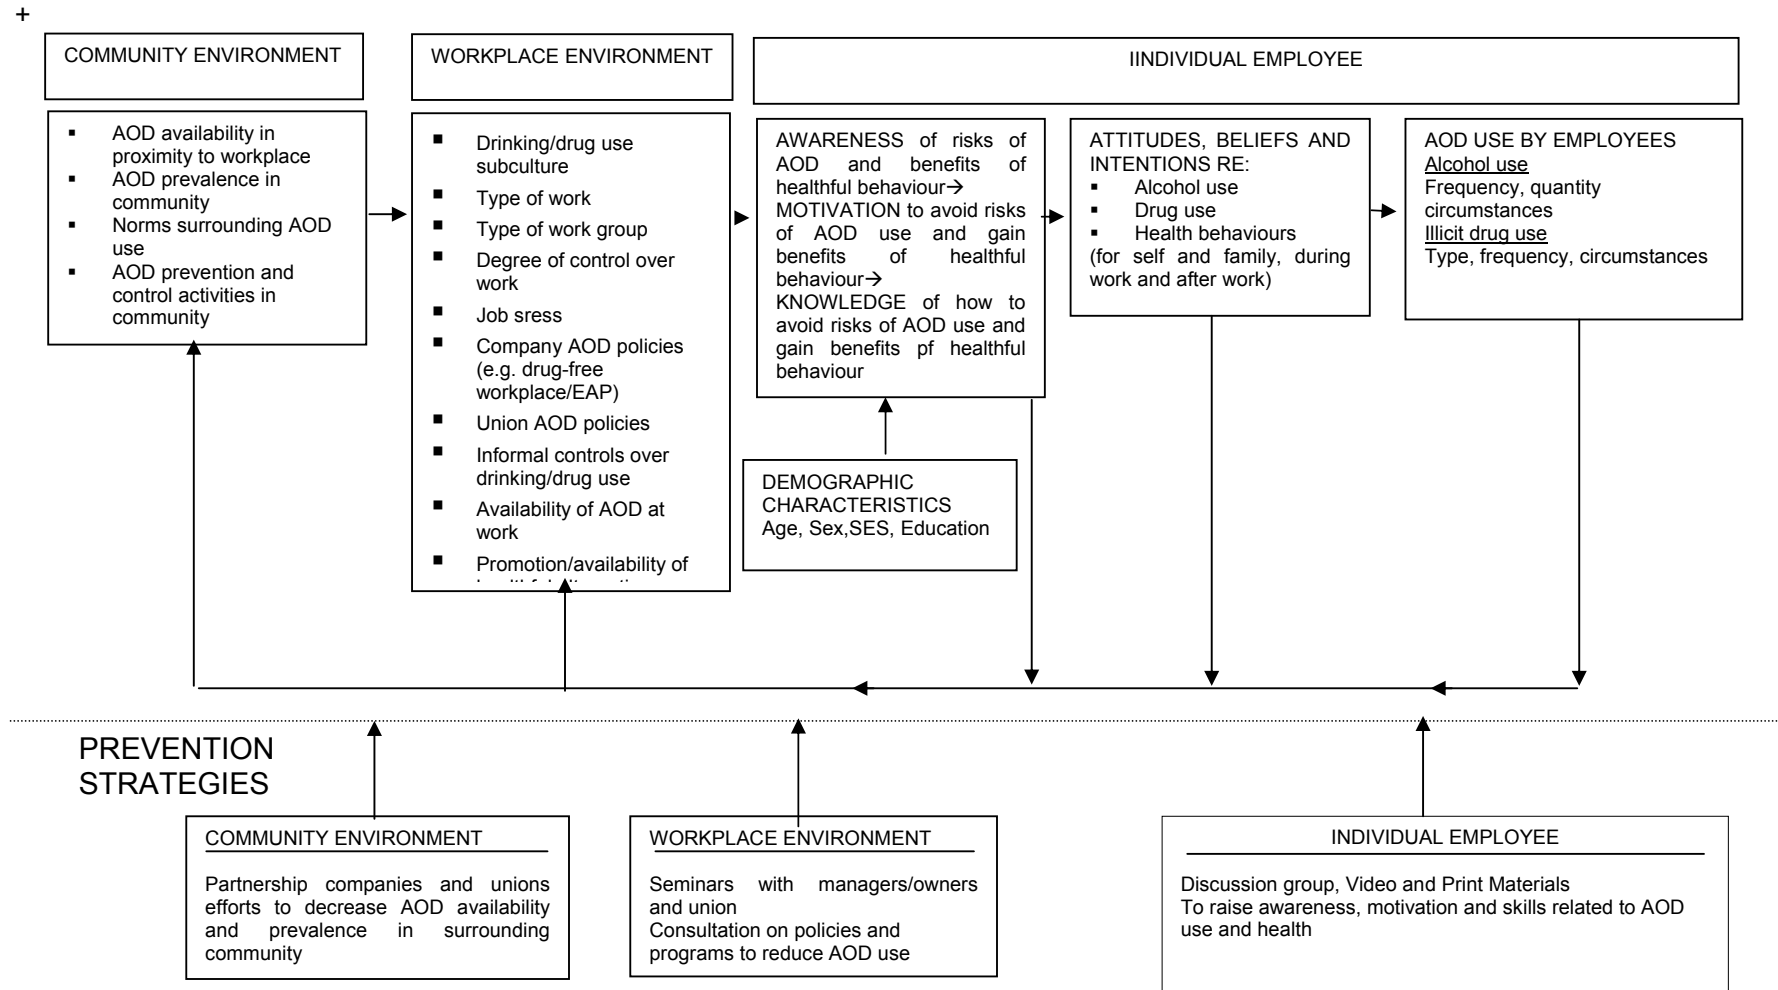 +
COMMUNITY ENVIRONMENT
WORKPLACE ENVIRONMENT
IINDIVIDUAL EMPLOYEE
▪ AOD availability in
proximity to workplace
▪ AOD prevalence in
community
▪ Norms surrounding AOD
use
▪ AOD prevention and
control activities in
community
▪ Drinking/drug use
subculture
▪ Type of work
▪ Type of work group
▪ Degree of control over
work
▪ Job sress
▪ Company AOD policies
(e.g. drug-free
workplace/EAP)
▪ Union AOD policies
▪ Informal controls over
drinking/drug use
▪ Availability of AOD at
work
▪ Promotion/availability of
AWARENESS of risks of
AOD and benefits of
healthful behaviour→
MOTIVATION to avoid risks
of AOD use and gain
benefits of healthful
behaviour→
KNOWLEDGE of how to
avoid risks of AOD use and
gain benefits pf healthful
behaviour
ATTITUDES, BELIEFS AND
INTENTIONS RE:
▪ Alcohol use
▪ Drug use
▪ Health behaviours
(for self and family, during
work and after work)
AOD USE BY EMPLOYEES
Alcohol use
Frequency, quantity
circumstances
Illicit drug use
Type, frequency, circumstances
DEMOGRAPHIC
CHARACTERISTICS
Age, Sex,SES, Education
PREVENTION
STRATEGIES
COMMUNITY ENVIRONMENT
Partnership companies and unions
efforts to decrease AOD availability
and prevalence in surrounding
community
WORKPLACE ENVIRONMENT
Seminars with managers/owners
and union
Consultation on policies and
programs to reduce AOD use
INDIVIDUAL EMPLOYEE
Discussion group, Video and Print Materials
To raise awareness, motivation and skills related to AOD
use and health